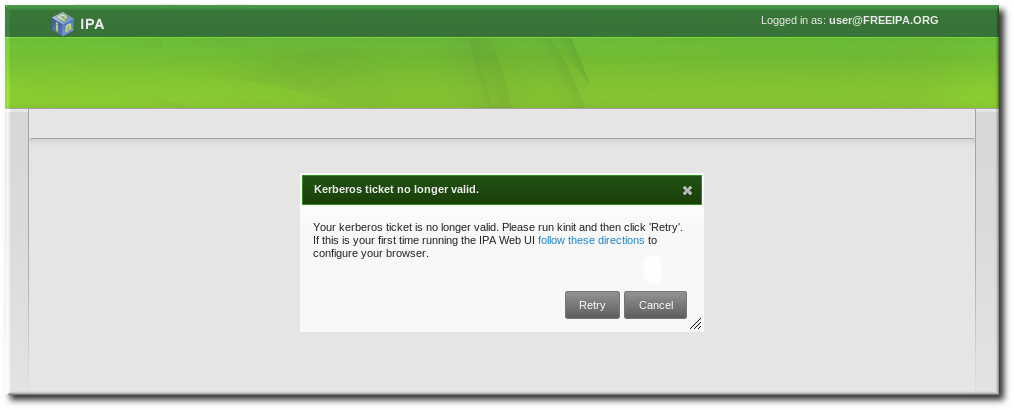 IPA
Logged in as: user@FREEIPA.ORG
Kerberos ticket no longer valid.
Your kerberos ticket is no longer valid. Please run kinit and then click 'Retry'.
If this is your first time running the IPA Web UI follow these directions to
configure your browser.
Retry
Cancel